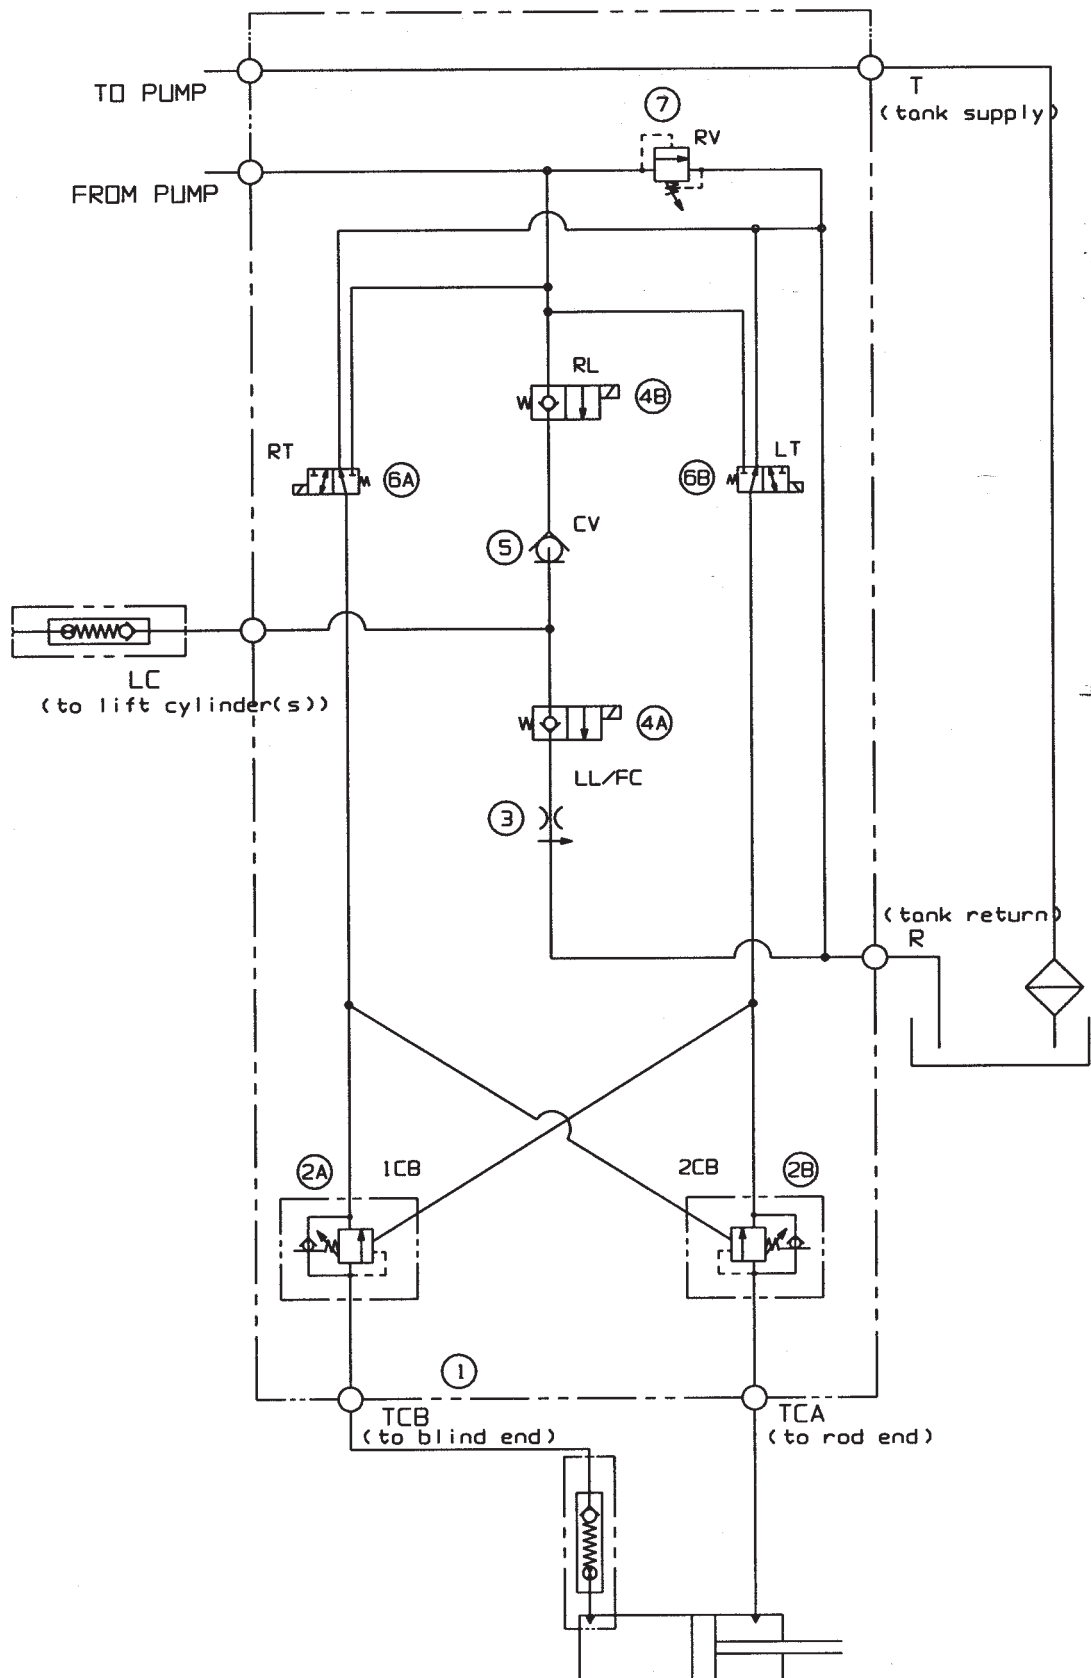 TO PUMP
T
(tank supply)
7
RV
FROM PUMP
RL
4B
RT
6A
LT
6B
CV
5
LC
(to lift cylinder(s))
4A
LL/FC
3
(tank return)
R
2A
1CB
2CB
2B
1
TCB
(to blind end)
TCA
(to rod end)